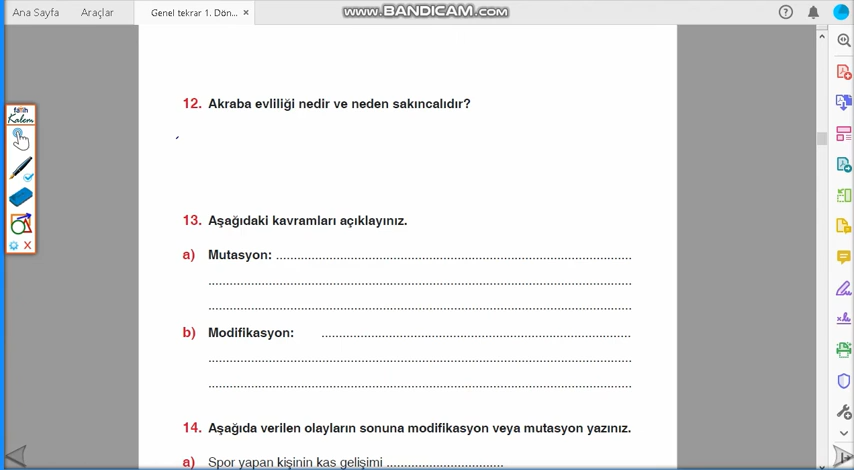 Ana Sayfa Araçlar Genel tekrar 1. Dön... × www.BANDICAM.com
12. Akraba evliliği nedir ve neden sakıncalıdır?
fatih
Kalem
13. Aşağıdaki kavramları açıklayınız.
a) Mutasyon: ....................................................................................................
....................................................................................................
....................................................................................................
b) Modifikasyon: ....................................................................................................
....................................................................................................
....................................................................................................
14. Aşağıda verilen olayların sonuna modifikasyon veya mutasyon yazınız.
a) Spor yapan kişinin kas gelişimi .................................